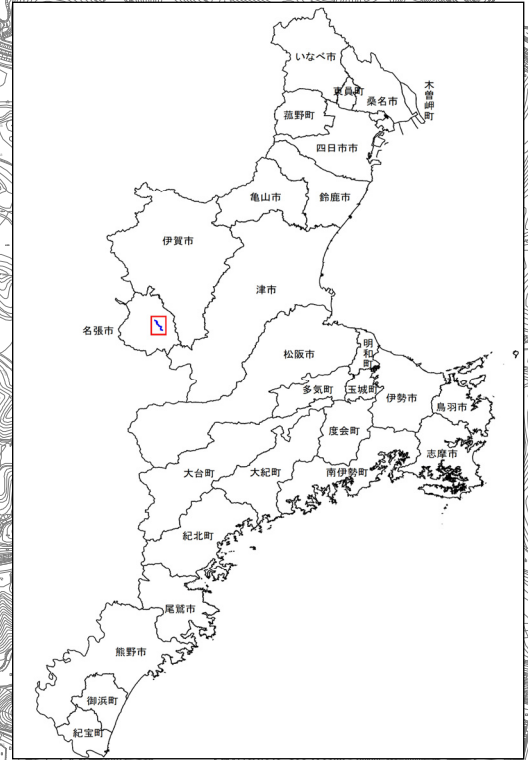 いなべ市
東員町
桑名市
木曽岬町
菰野町
四日市市
亀山市
鈴鹿市
伊賀市
津市
名張市
松阪市
明和町
多気町
玉城町
伊勢市
鳥羽市
度会町
志摩市
大台町
大紀町
南伊勢町
紀北町
尾鷲市
熊野市
御浜町
紀宝町